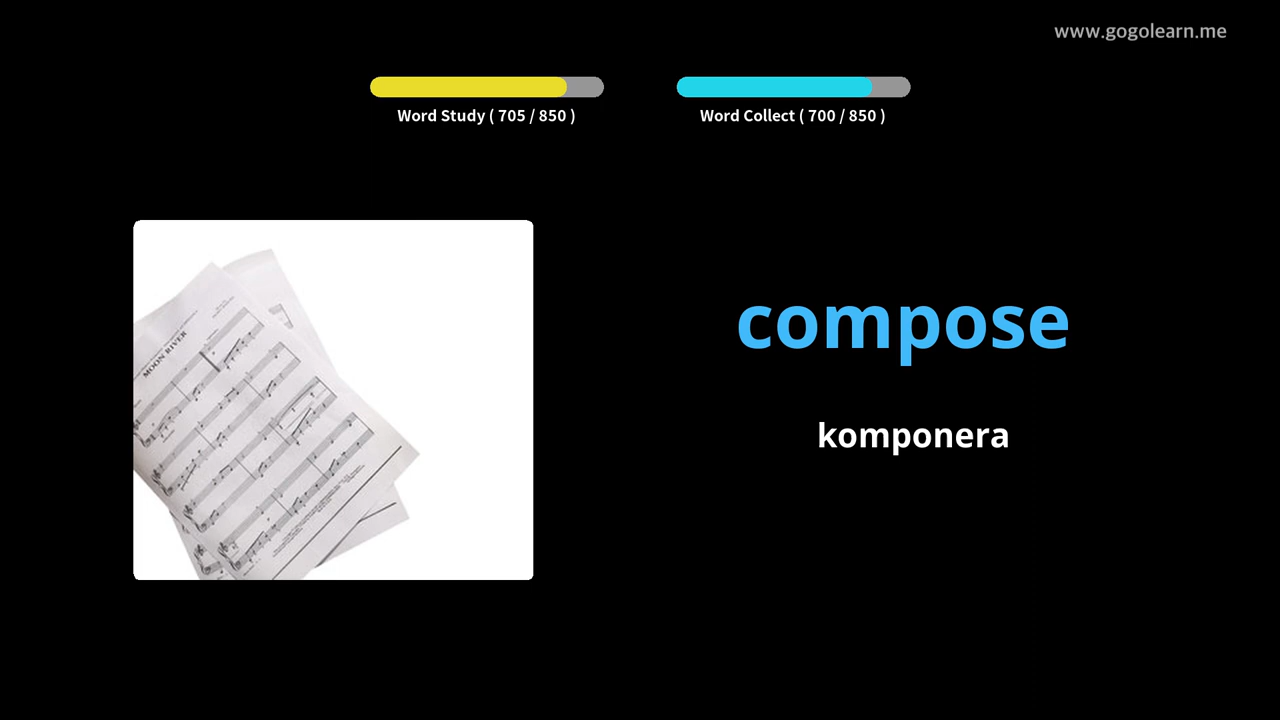 www.gogolearn.me
Word Study ( 705 / 850 )
Word Collect ( 700 / 850 )
MOON RIVER
compose
komponera